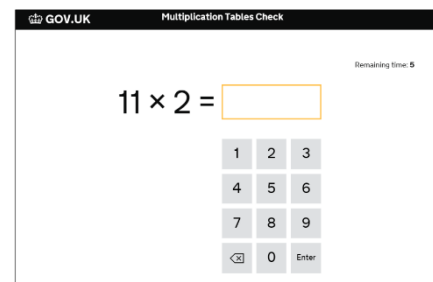 GOV.UK Multiplication Tables Check
Remaining time: 5
11 × 2 =
1 2 3
4 5 6
7 8 9
0 Enter